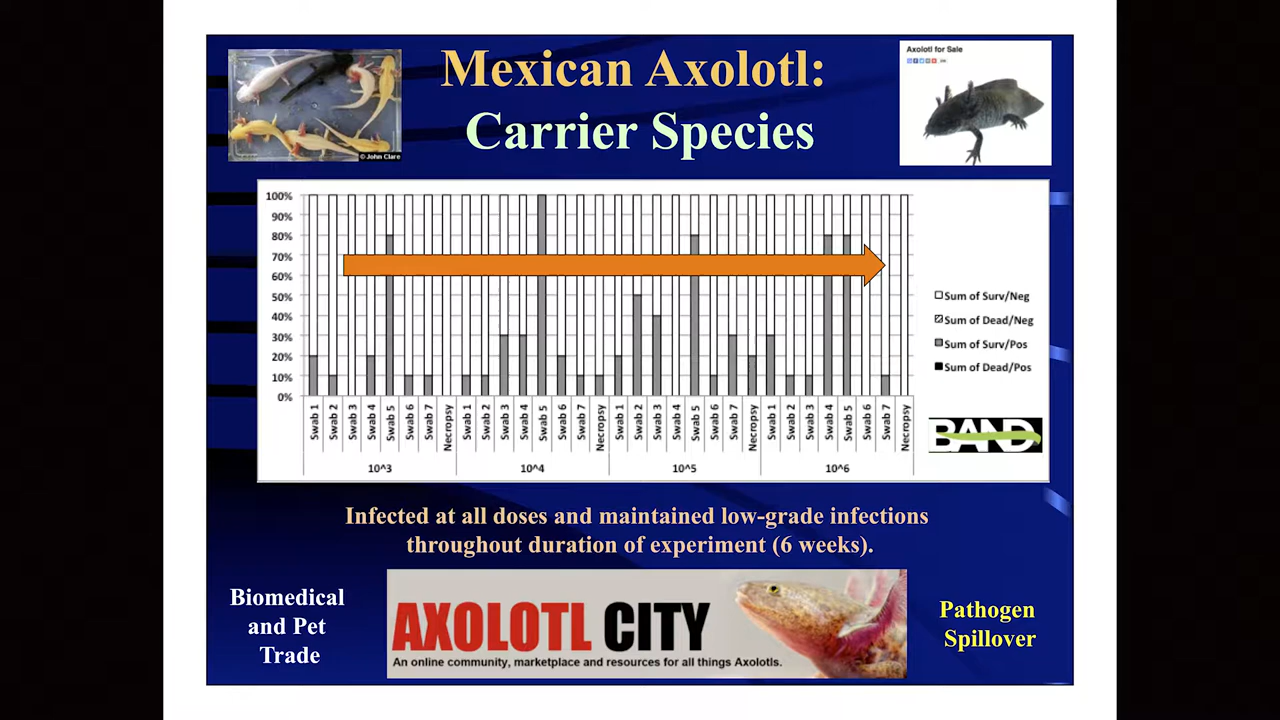 Mexican Axolotl:
Carrier Species
© John Clare
Axolotl for Sale
100%
90%
80%
70%
60%
50%
40%
30%
20%
10%
0%
Swab 1
Swab 2
Swab 3
Swab 4
Swab 5
Swab 6
Swab 7
Necropsy
Swab 1
Swab 2
Swab 3
Swab 4
Swab 5
Swab 6
Swab 7
Necropsy
Swab 1
Swab 2
Swab 3
Swab 4
Swab 5
Swab 6
Swab 7
Necropsy
Swab 1
Swab 2
Swab 3
Swab 4
Swab 5
Swab 6
Swab 7
Necropsy
10^3
10^4
10^5
10^6
Sum of Surv/Neg
Sum of Dead/Neg
Sum of Surv/Pos
Sum of Dead/Pos
BAND
Infected at all doses and maintained low-grade infections
throughout duration of experiment (6 weeks).
Biomedical
and Pet
Trade
AXOLOTL CITY
An online community, marketplace and resources for all things Axolotls.
Pathogen
Spillover